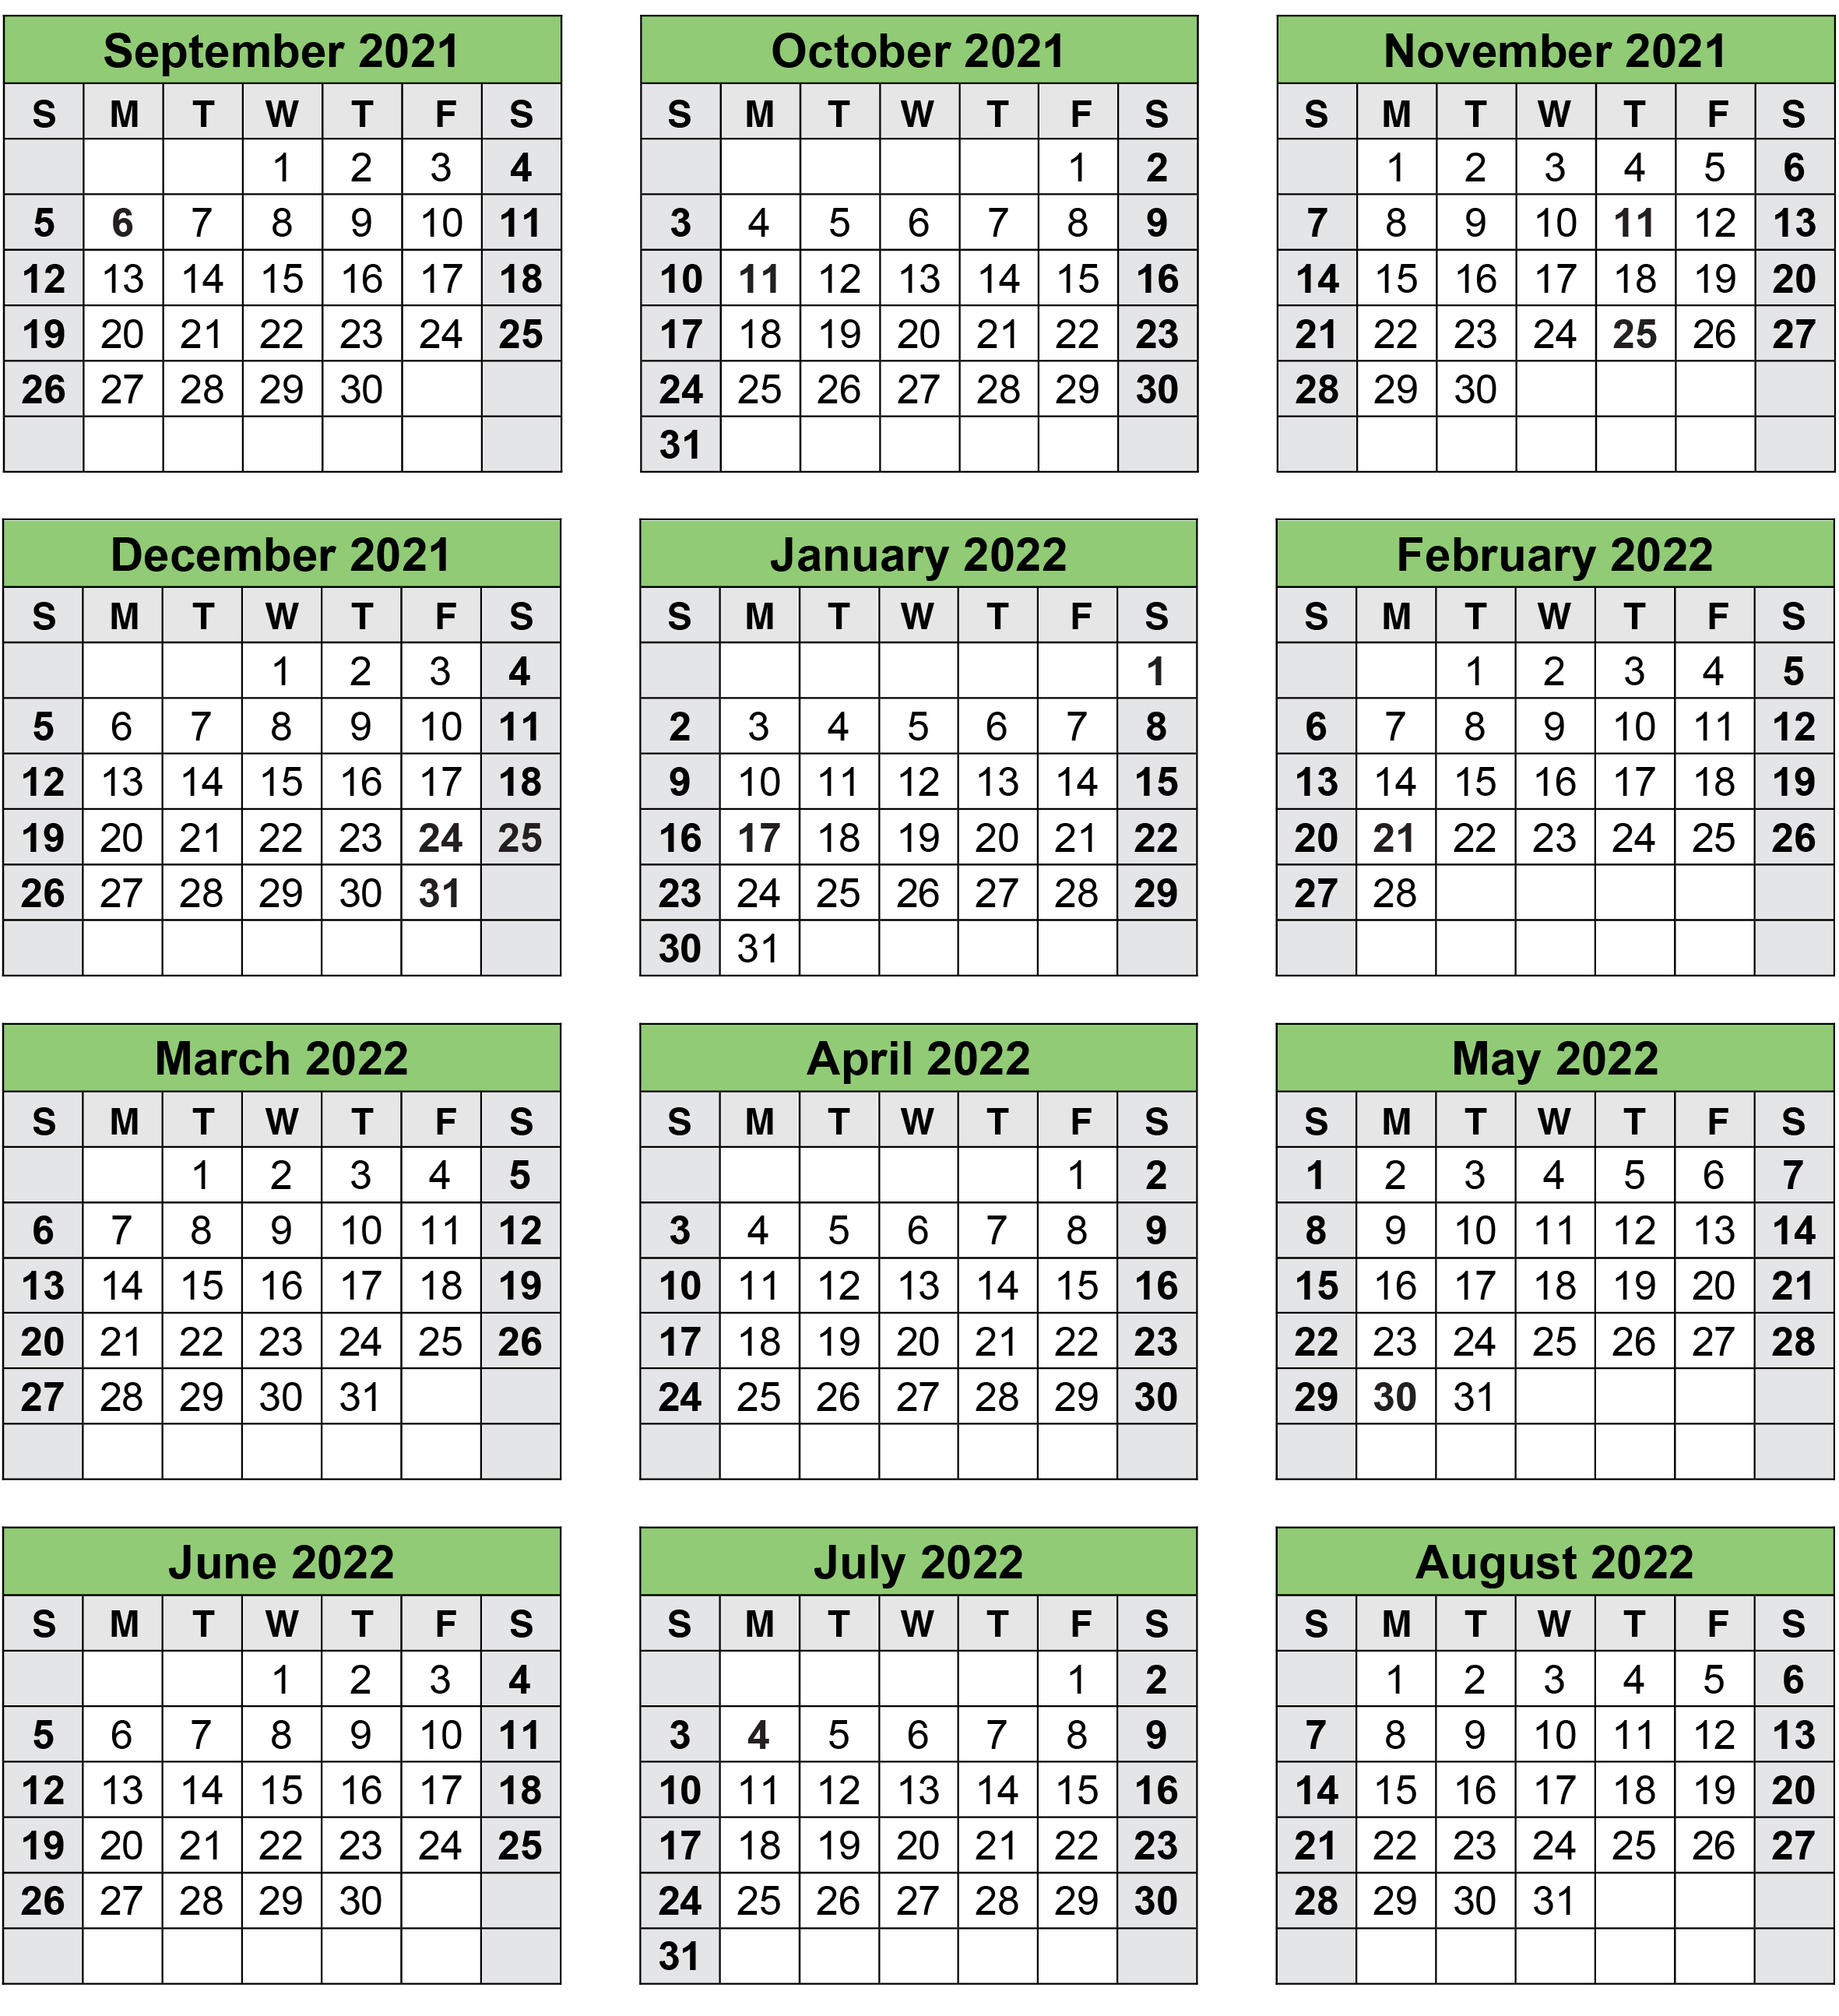 September 2021 October 2021 November 2021
S M T W T F S S M T W T F S S M T W T F S
1 2 3 4 1 2 1 2 3 4 5 6
5 6 7 8 9 10 11 3 4 5 6 7 8 9 7 8 9 10 11 12 13
12 13 14 15 16 17 18 10 11 12 13 14 15 16 14 15 16 17 18 19 20
19 20 21 22 23 24 25 17 18 19 20 21 22 23 21 22 23 24 25 26 27
26 27 28 29 30 24 25 26 27 28 29 30 28 29 30
31
December 2021 January 2022 February 2022
S M T W T F S S M T W T F S S M T W T F S
1 2 3 4 1 1 2 3 4 5
5 6 7 8 9 10 11 2 3 4 5 6 7 8 6 7 8 9 10 11 12
12 13 14 15 16 17 18 9 10 11 12 13 14 15 13 14 15 16 17 18 19
19 20 21 22 23 24 25 16 17 18 19 20 21 22 20 21 22 23 24 25 26
26 27 28 29 30 31 23 24 25 26 27 28 29 27 28
30 31
March 2022 April 2022 May 2022
S M T W T F S S M T W T F S S M T W T F S
1 2 3 4 5 1 2 1 2 3 4 5 6 7
6 7 8 9 10 11 12 3 4 5 6 7 8 9 8 9 10 11 12 13 14
13 14 15 16 17 18 19 10 11 12 13 14 15 16 15 16 17 18 19 20 21
20 21 22 23 24 25 26 17 18 19 20 21 22 23 22 23 24 25 26 27 28
27 28 29 30 31 24 25 26 27 28 29 30 29 30 31
June 2022 July 2022 August 2022
S M T W T F S S M T W T F S S M T W T F S
1 2 3 4 1 2 1 2 3 4 5 6
5 6 7 8 9 10 11 3 4 5 6 7 8 9 7 8 9 10 11 12 13
12 13 14 15 16 17 18 10 11 12 13 14 15 16 14 15 16 17 18 19 20
19 20 21 22 23 24 25 17 18 19 20 21 22 23 21 22 23 24 25 26 27
26 27 28 29 30 24 25 26 27 28 29 30 28 29 30 31
31